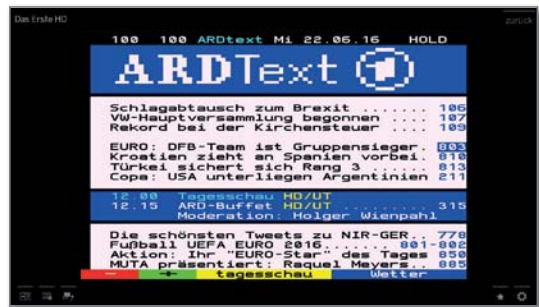 Das Erste HD
zurück
100 100 ARDtext Mi 22.06.16 HOLD
ARDText 1
Schlagabtausch zum Brexit ........ 106
VW-Hauptversammlung begonnen .... 107
Rekord bei der Kirchensteuer .... 109
EURO: DFB-Team ist Gruppensieger. 803
Kroatien zieht an Spanien vorbei. 810
Türkei sichert sich Rang 3 ...... 813
Copa: USA unterliegen Argentinien 211
12.00 Tagesschau HD/UT
12.15 ARD-Buffet HD/UT ......... 315
Moderation: Holger Wienpahl
Die schönsten Tweets zu NIR-GER.. 778
Fußball UEFA EURO 2016....... 801-802
Aktion: Ihr "EURO-Star" des Tages 850
MUTA präsentiert: Raquel Meyers.. 885
- + tagesschau Wetter